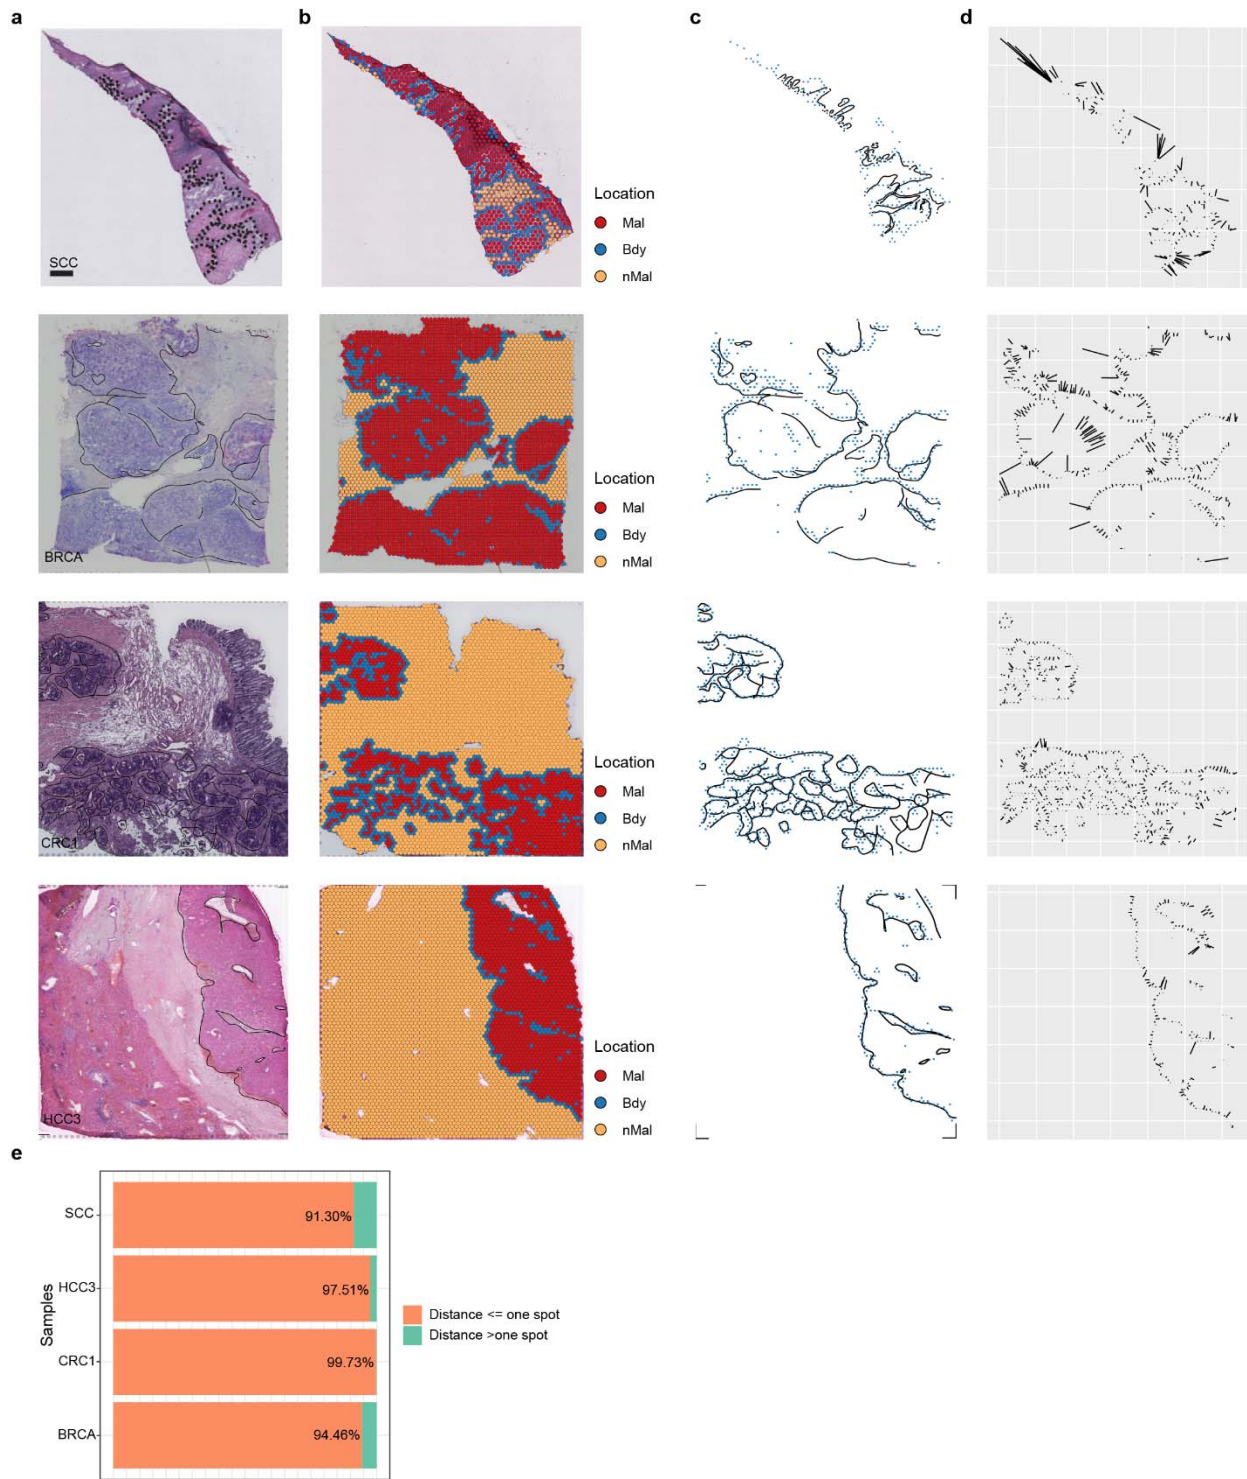 a
b
c
d
SCC
Location
Mal
Bdy
nMal
BRCA
Location
Mal
Bdy
nMal
CRC1
Location
Mal
Bdy
nMal
HCC3
Location
Mal
Bdy
nMal
e
Samples
SCC
91.30%
HCC3
97.51%
CRC1
99.73%
BRCA
94.46%
Distance <= one spot
Distance >one spot